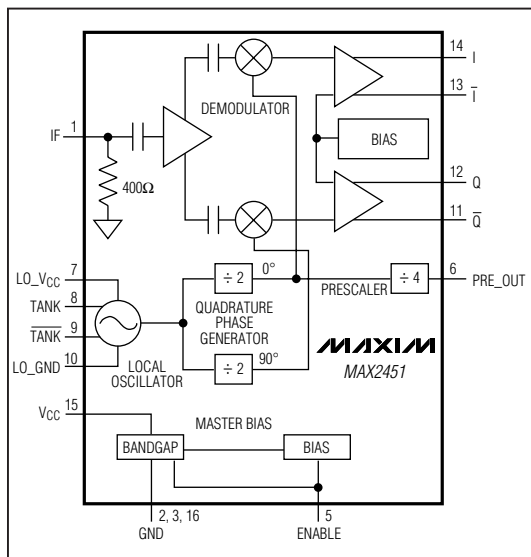 14
I
13
I̅
DEMODULATOR
1
IF
BIAS
400Ω
12
Q
11
Q̅
7
LO_VCC
÷ 2
0°
÷ 4
6
PRE_OUT
PRESCALER
8
TANK
QUADRATURE
PHASE
GENERATOR
9
T̅A̅N̅K̅
10
LO_GND
LOCAL
OSCILLATOR
÷ 2
90°
MAXIM
MAX2451
15
VCC
MASTER BIAS
BANDGAP
BIAS
2, 3, 16
GND
5
ENABLE